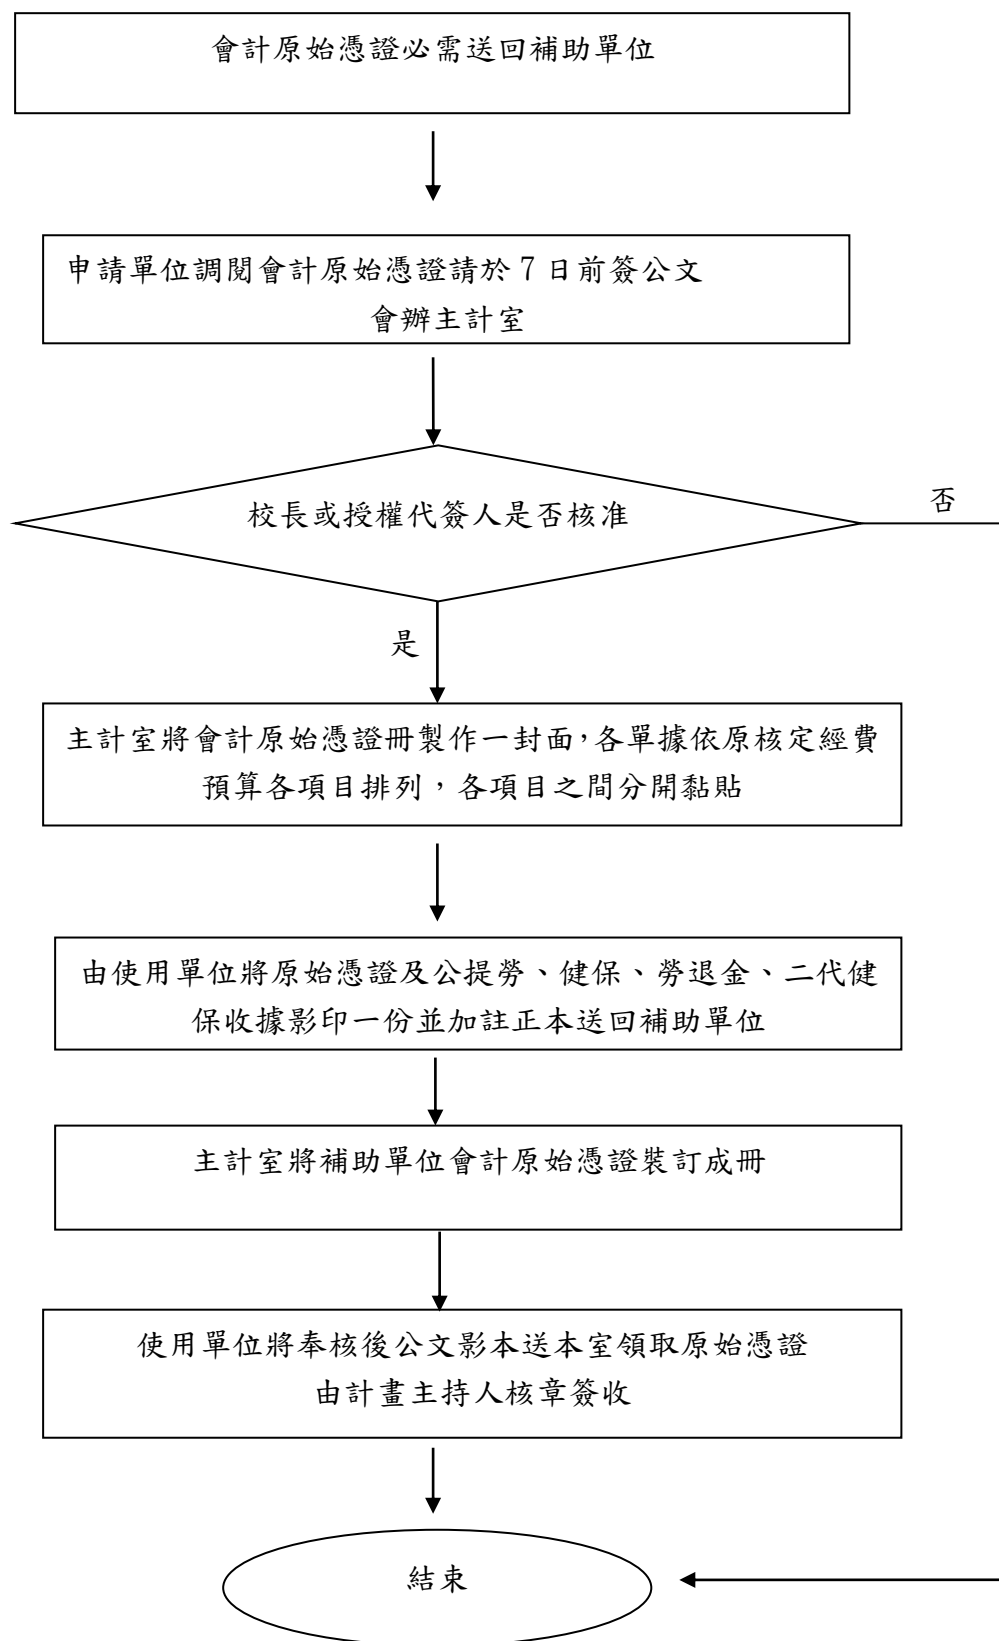 會計原始憑證必需送回補助單位
申請單位調閱會計原始憑證請於7日前簽公文
會辦主計室
校長或授權代簽人是否核准
否
是
主計室將會計原始憑證冊製作一封面,各單據依原核定經費
預算各項目排列，各項目之間分開黏貼
由使用單位將原始憑證及公提勞、健保、勞退金、二代健
保收據影印一份並加註正本送回補助單位
主計室將補助單位會計原始憑證裝訂成冊
使用單位將奉核後公文影本送本室領取原始憑證
由計畫主持人核章簽收
結束